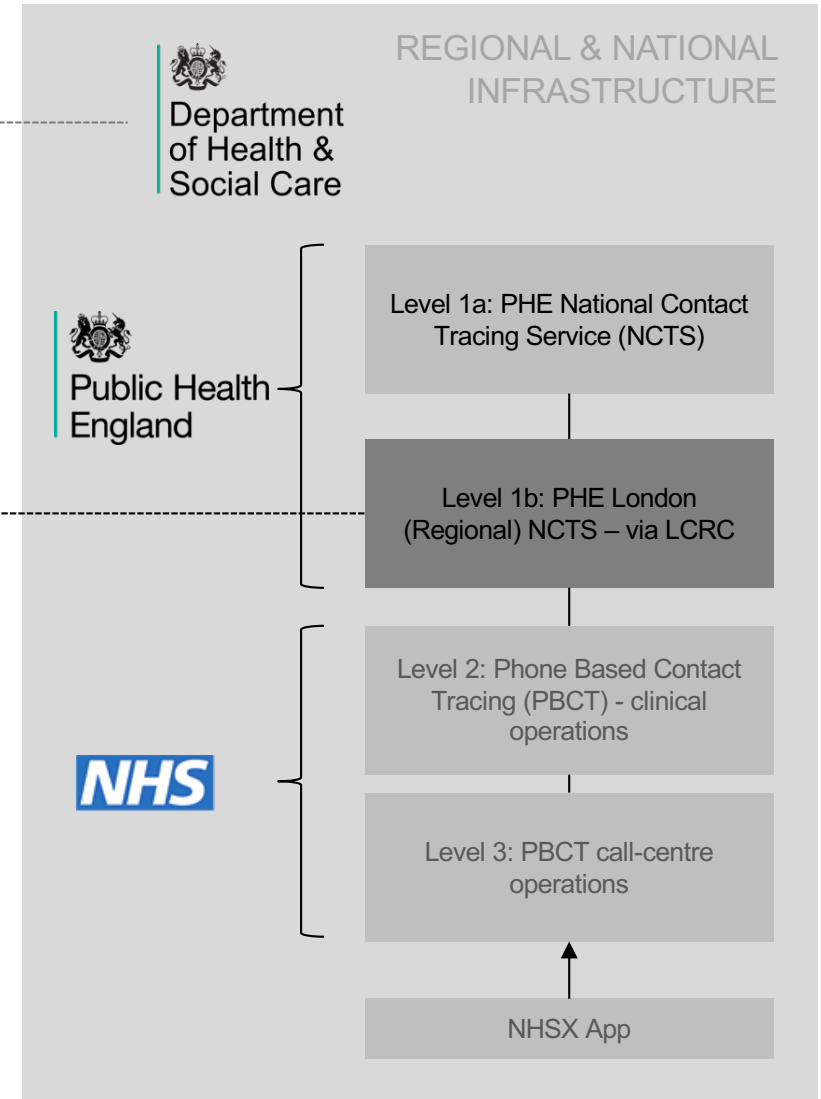 REGIONAL & NATIONAL
INFRASTRUCTURE
Department
of Health &
Social Care
Level 1a: PHE National Contact
Tracing Service (NCTS)
Public Health
England
Level 1b: PHE London
(Regional) NCTS – via LCRC
Level 2: Phone Based Contact
Tracing (PBCT) - clinical
operations
NHS
Level 3: PBCT call-centre
operations
NHSX App